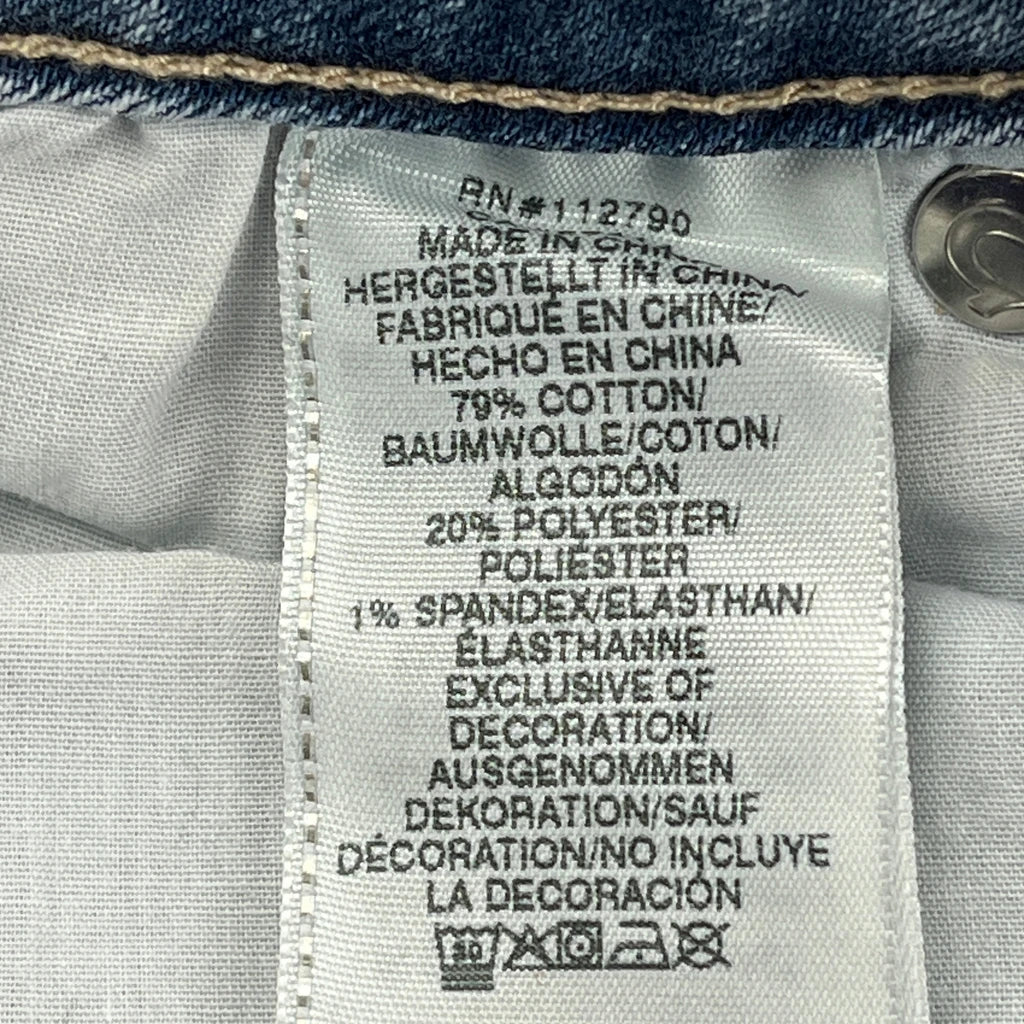 RN#112790
MADE IN
HERGESTELLT IN CHINA
FABRIQUÉ EN CHINE/
HECHO EN CHINA
79% COTTON/
BAUMWOLLE/COTON/
ALGODÓN
20% POLYESTER/
POLIÉSTER
1% SPANDEX/ELASTHAN/
ÉLASTHANNE
EXCLUSIVE OF
DECORATION/
AUSGENOMMEN
DEKORATION/SAUF
DÉCORATION/NO INCLUYE
LA DECORACIÓN
30